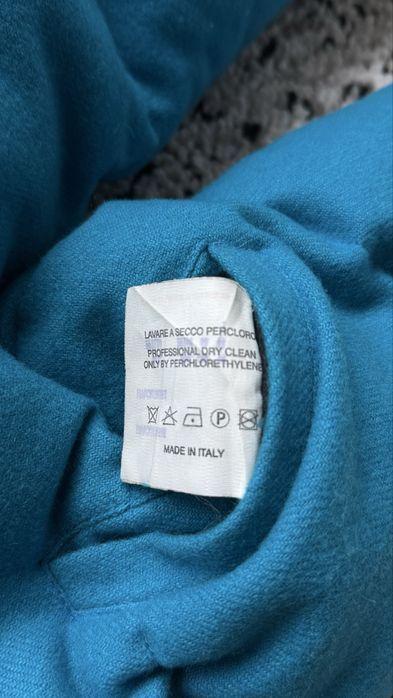 LAVARE A SECCO PERCLORO
PROFESSIONAL DRY CLEAN
ONLY BY PERCHLORETHYLENE
P
MADE IN ITALY